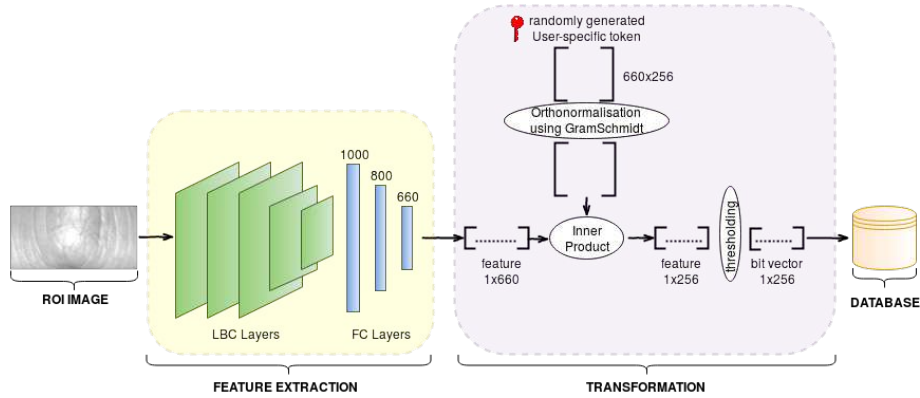 randomly generated
User-specific token
660x256
Orthonormalisation
using GramSchmidt
1000
800
660
Inner
Product
thresholding
[..........]
[.........]
[.........]
feature
1x660
feature
1x256
bit vector
1x256
LBC Layers
FC Layers
ROI IMAGE
FEATURE EXTRACTION
TRANSFORMATION
DATABASE